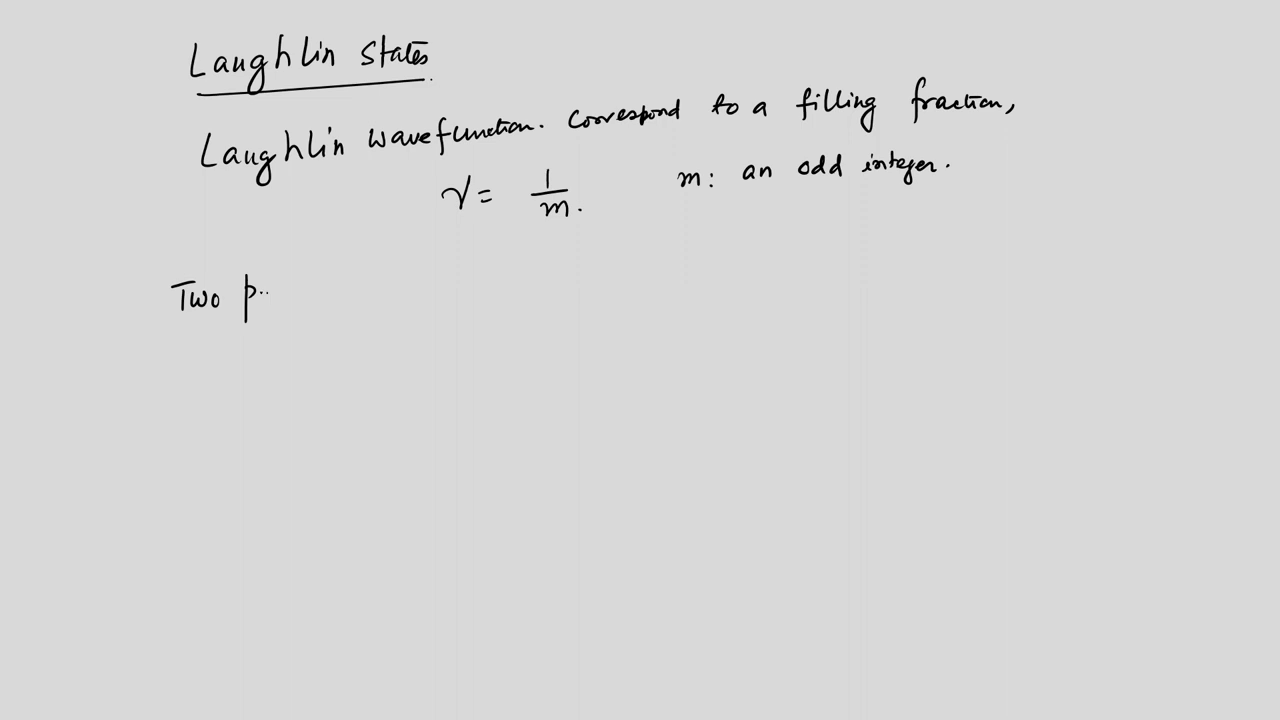 Laughlin States
Laughlin wavefunction. Correspond to a filling fraction,
ν = 1/m. m: an odd integer.
Two p